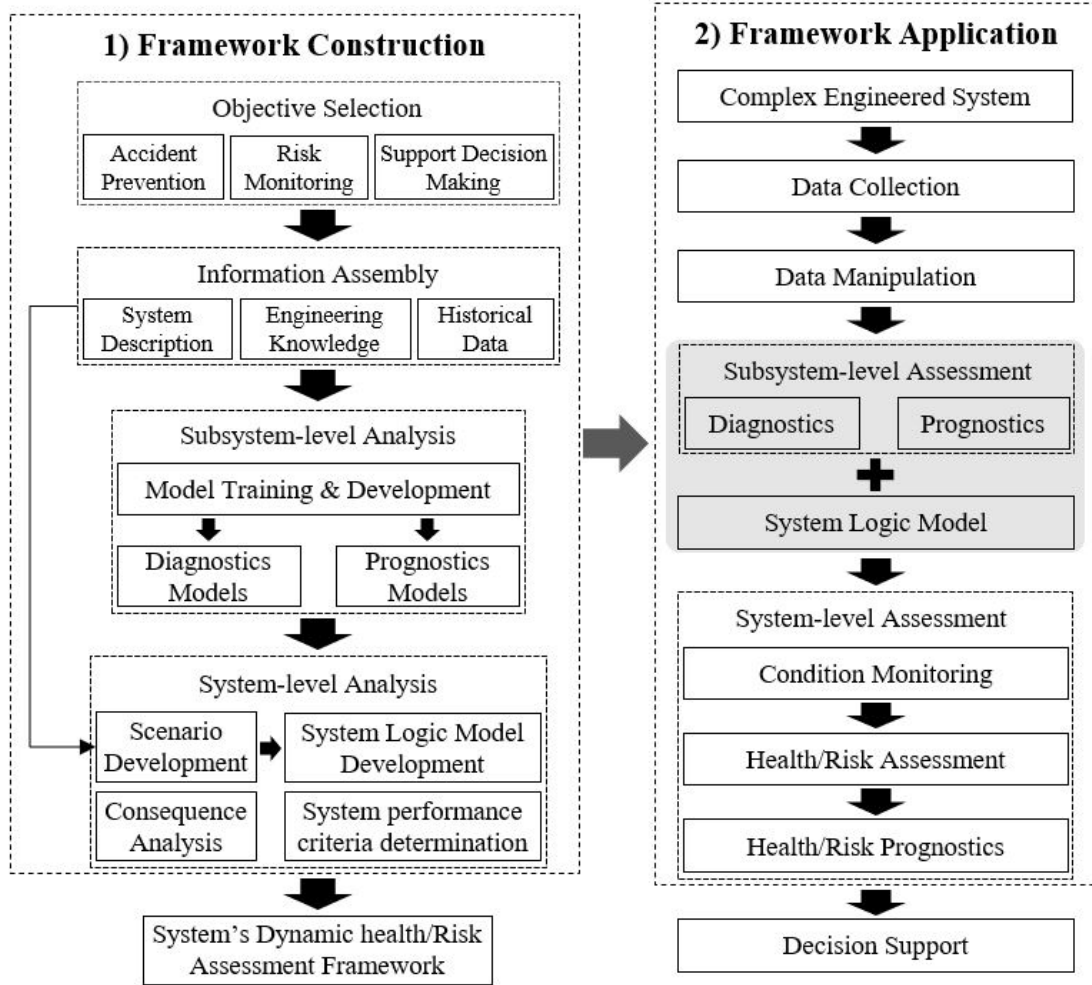 1) Framework Construction
Objective Selection
Accident
Prevention
Risk
Monitoring
Support Decision
Making
Information Assembly
System
Description
Engineering
Knowledge
Historical
Data
Subsystem-level Analysis
Model Training & Development
Diagnostics
Models
Prognostics
Models
System-level Analysis
Scenario
Development
System Logic Model
Development
Consequence
Analysis
System performance
criteria determination
System's Dynamic health/Risk
Assessment Framework
2) Framework Application
Complex Engineered System
Data Collection
Data Manipulation
Subsystem-level Assessment
Diagnostics
Prognostics
+
System Logic Model
System-level Assessment
Condition Monitoring
Health/Risk Assessment
Health/Risk Prognostics
Decision Support